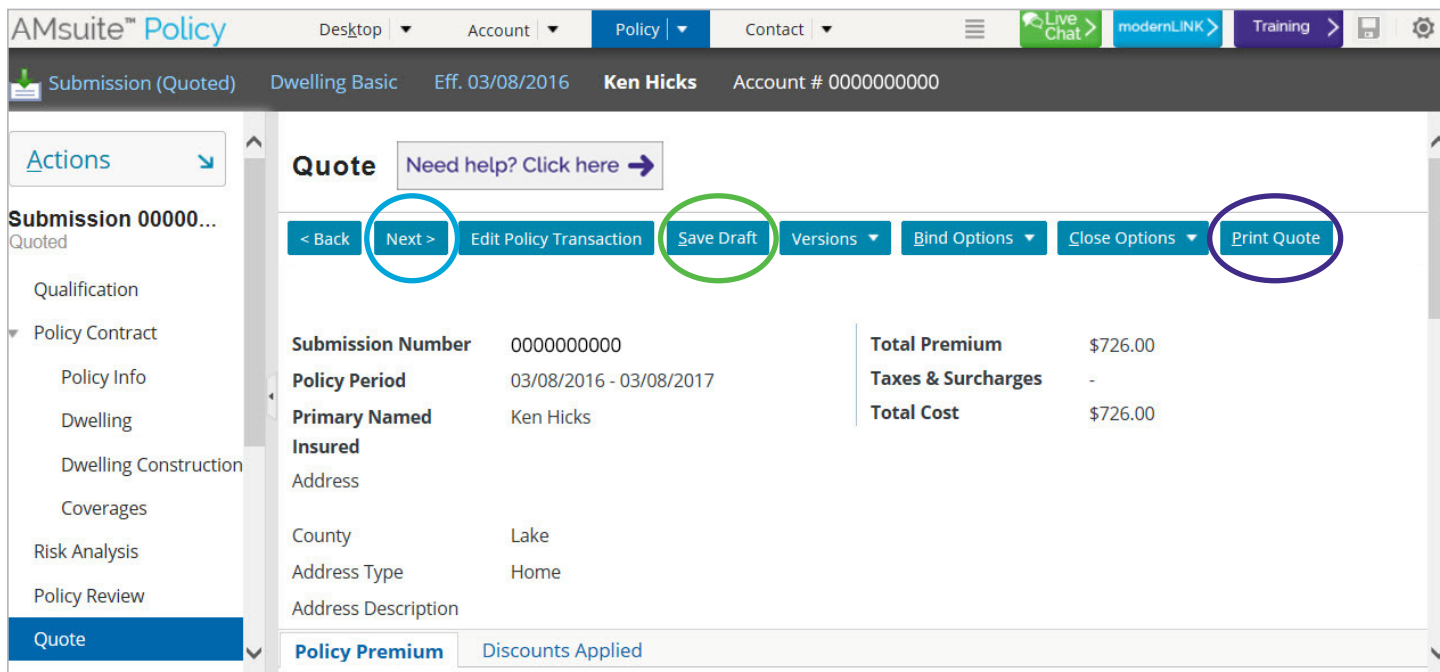 AMsuite™ Policy Desktop Account Policy Contact Live Chat modernLINK Training
Submission (Quoted) Dwelling Basic Eff. 03/08/2016 Ken Hicks Account # 0000000000
Actions
Submission 00000...
Quoted
Qualification
Policy Contract
Policy Info
Dwelling
Dwelling Construction
Coverages
Risk Analysis
Policy Review
Quote
Quote Need help? Click here
< Back Next > Edit Policy Transaction Save Draft Versions Bind Options Close Options Print Quote
Submission Number 0000000000 Total Premium $726.00
Policy Period 03/08/2016 - 03/08/2017 Taxes & Surcharges -
Primary Named Ken Hicks Total Cost $726.00
Insured
Address
County Lake
Address Type Home
Address Description
Policy Premium Discounts Applied